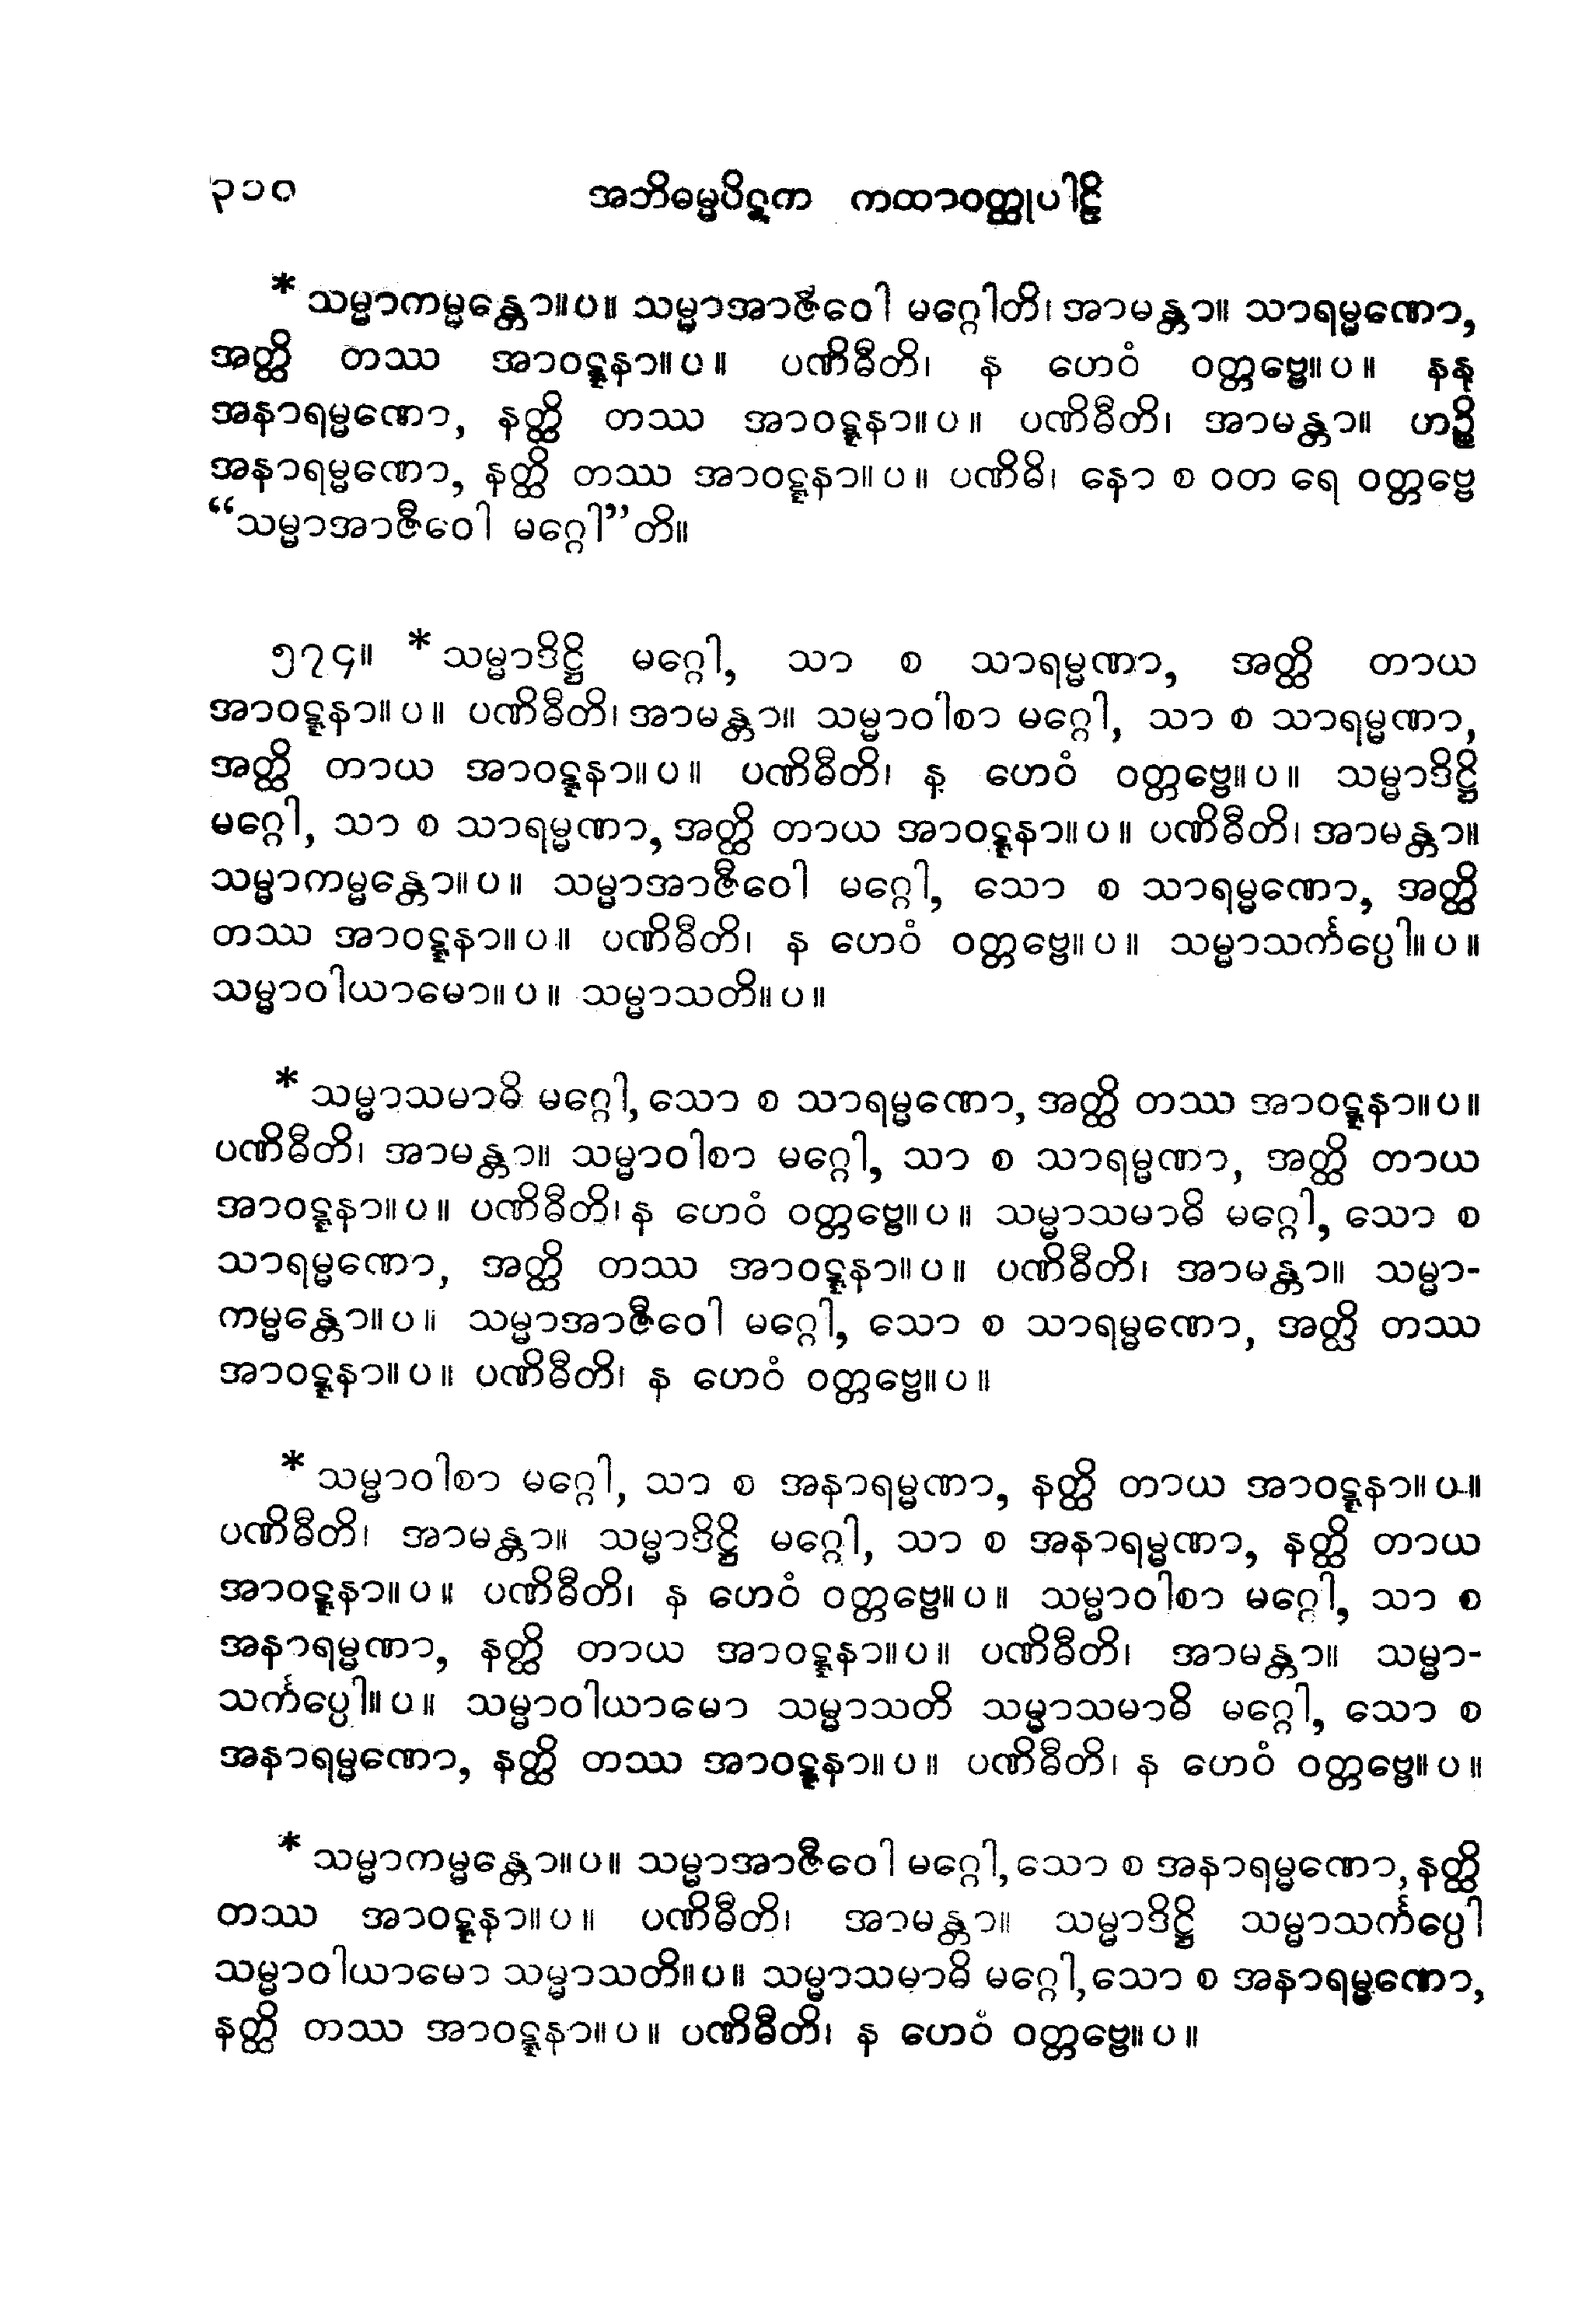 ၃၁၀ အဘိဓမ္မပိဋက ကထာဝတ္ထုပါဠိ
* သမ္မာကမ္မန္တော။ပ။ သမ္မာအာဇီဝေါ မဂ္ဂေါတိ၊ အာမန္တာ။ သာရမ္မဏော,
အတ္ထိ တဿ အာဝဋ္ဋနာ။ပ။ ပဏိဓီတိ၊ န ဟေဝံ ဝတ္တဗ္ဗေ။ပ။ နနု
အနာရမ္မဏော, နတ္ထိ တဿ အာဝဋ္ဋနာ။ပ။ ပဏိဓီတိ၊ အာမန္တာ။ ဟဉ္စိ
အနာရမ္မဏော, နတ္ထိ တဿ အာဝဋ္ဋနာ။ပ။ ပဏိဓိ၊ နော စ ဝတ ရေ ဝတ္တဗ္ဗေ
“သမ္မာအာဇီဝေါ မဂ္ဂေါ”တိ။
၅၇၄။ * သမ္မာဒိဋ္ဌိ မဂ္ဂေါ, သာ စ သာရမ္မဏာ, အတ္ထိ တာယ
အာဝဋ္ဋနာ။ပ။ ပဏိဓီတိ၊ အာမန္တာ။ သမ္မာဝါစာ မဂ္ဂေါ, သာ စ သာရမ္မဏာ,
အတ္ထိ တာယ အာဝဋ္ဋနာ။ပ။ ပဏိဓီတိ၊ န ဟေဝံ ဝတ္တဗ္ဗေ။ပ။ သမ္မာဒိဋ္ဌိ
မဂ္ဂေါ, သာ စ သာရမ္မဏာ, အတ္ထိ တာယ အာဝဋ္ဋနာ။ပ။ ပဏိဓီတိ၊ အာမန္တာ။
သမ္မာကမ္မန္တော။ပ။ သမ္မာအာဇီဝေါ မဂ္ဂေါ, သော စ သာရမ္မဏော, အတ္ထိ
တဿ အာဝဋ္ဋနာ။ပ။ ပဏိဓီတိ၊ န ဟေဝံ ဝတ္တဗ္ဗေ။ပ။ သမ္မာသင်္ကပ္ပေါ။ပ။
သမ္မာဝါယာမော။ပ။ သမ္မာသတိ။ပ။
* သမ္မာသမာဓိ မဂ္ဂေါ, သော စ သာရမ္မဏော, အတ္ထိ တဿ အာဝဋ္ဋနာ။ပ။
ပဏိဓီတိ၊ အာမန္တာ။ သမ္မာဝါစာ မဂ္ဂေါ, သာ စ သာရမ္မဏာ, အတ္ထိ တာယ
အာဝဋ္ဋနာ။ပ။ ပဏိဓီတိ၊ န ဟေဝံ ဝတ္တဗ္ဗေ။ပ။ သမ္မာသမာဓိ မဂ္ဂေါ, သော စ
သာရမ္မဏော, အတ္ထိ တဿ အာဝဋ္ဋနာ။ပ။ ပဏိဓီတိ၊ အာမန္တာ။ သမ္မာ-
ကမ္မန္တော။ပ။ သမ္မာအာဇီဝေါ မဂ္ဂေါ, သော စ သာရမ္မဏော, အတ္ထိ တဿ
အာဝဋ္ဋနာ။ပ။ ပဏိဓီတိ၊ န ဟေဝံ ဝတ္တဗ္ဗေ။ပ။
* သမ္မာဝါစာ မဂ္ဂေါ, သာ စ အနာရမ္မဏာ, နတ္ထိ တာယ အာဝဋ္ဋနာ။ပ။
ပဏိဓီတိ၊ အာမန္တာ။ သမ္မာဒိဋ္ဌိ မဂ္ဂေါ, သာ စ အနာရမ္မဏာ, နတ္ထိ တာယ
အာဝဋ္ဋနာ။ပ။ ပဏိဓီတိ၊ န ဟေဝံ ဝတ္တဗ္ဗေ။ပ။ သမ္မာဝါစာ မဂ္ဂေါ, သာ စ
အနာရမ္မဏာ, နတ္ထိ တာယ အာဝဋ္ဋနာ။ပ။ ပဏိဓီတိ၊ အာမန္တာ။ သမ္မာ-
သင်္ကပ္ပေါ။ပ။ သမ္မာဝါယာမော သမ္မာသတိ သမ္မာသမာဓိ မဂ္ဂေါ, သော စ
အနာရမ္မဏော, နတ္ထိ တဿ အာဝဋ္ဋနာ။ပ။ ပဏိဓီတိ၊ န ဟေဝံ ဝတ္တဗ္ဗေ။ပ။
* သမ္မာကမ္မန္တော။ပ။ သမ္မာအာဇီဝေါ မဂ္ဂေါ, သော စ အနာရမ္မဏော, နတ္ထိ
တဿ အာဝဋ္ဋနာ။ပ။ ပဏိဓီတိ၊ အာမန္တာ။ သမ္မာဒိဋ္ဌိ သမ္မာသင်္ကပ္ပေါ
သမ္မာဝါယာမော သမ္မာသတိ။ပ။ သမ္မာသမာဓိ မဂ္ဂေါ, သော စ အနာရမ္မဏော,
နတ္ထိ တဿ အာဝဋ္ဋနာ။ပ။ ပဏိဓီတိ၊ န ဟေဝံ ဝတ္တဗ္ဗေ။ပ။